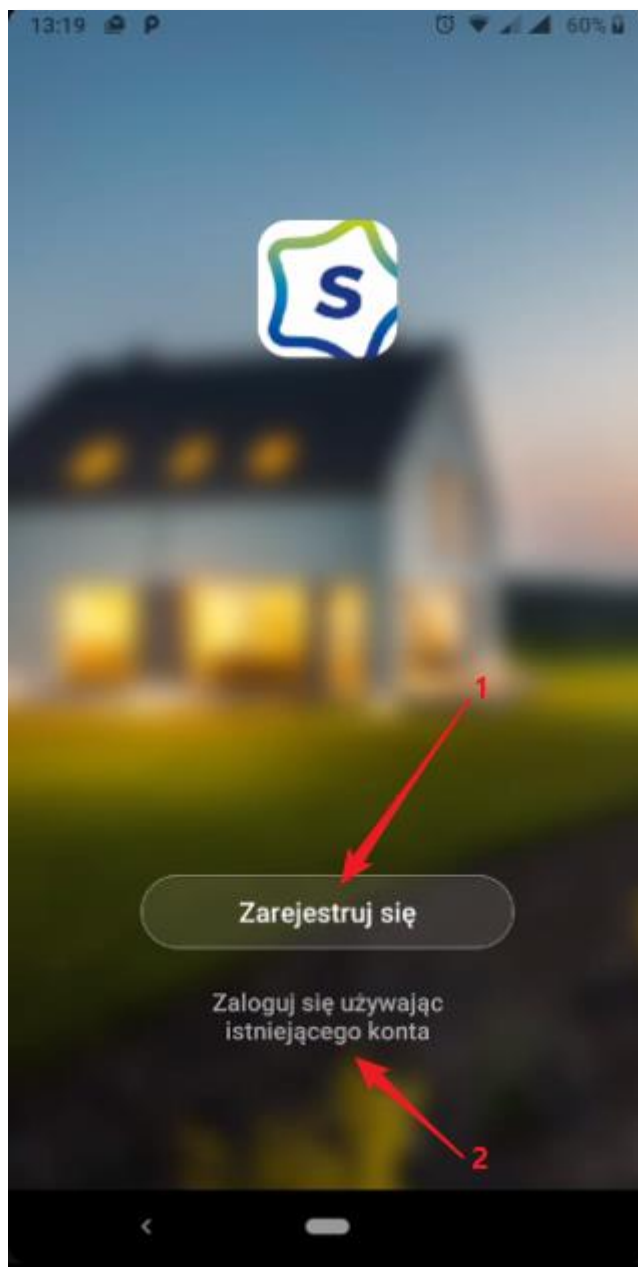 13:19 P 60%
S
1
Zarejestruj się
Zaloguj się używając
istniejącego konta
2